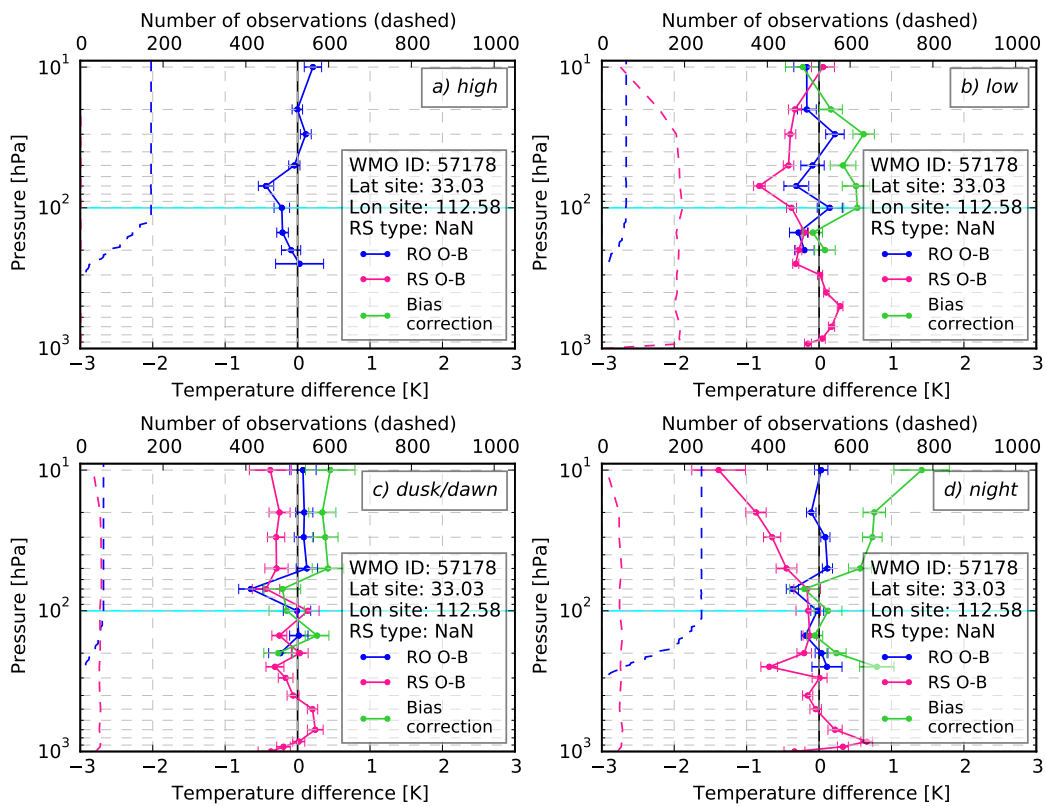 Number of observations (dashed)
0 200 400 600 800 1000
Number of observations (dashed)
0 200 400 600 800 1000
10¹
10²
10³
Pressure [hPa]
a) high
WMO ID: 57178
Lat site: 33.03
Lon site: 112.58
RS type: NaN
RO O-B
RS O-B
Bias
correction
−3 −2 −1 0 1 2 3
Temperature difference [K]
10¹
10²
10³
Pressure [hPa]
b) low
WMO ID: 57178
Lat site: 33.03
Lon site: 112.58
RS type: NaN
RO O-B
RS O-B
Bias
correction
−3 −2 −1 0 1 2 3
Temperature difference [K]
Number of observations (dashed)
0 200 400 600 800 1000
Number of observations (dashed)
0 200 400 600 800 1000
10¹
10²
10³
Pressure [hPa]
c) dusk/dawn
WMO ID: 57178
Lat site: 33.03
Lon site: 112.58
RS type: NaN
RO O-B
RS O-B
Bias
correction
−3 −2 −1 0 1 2 3
Temperature difference [K]
10¹
10²
10³
Pressure [hPa]
d) night
WMO ID: 57178
Lat site: 33.03
Lon site: 112.58
RS type: NaN
RO O-B
RS O-B
Bias
correction
−3 −2 −1 0 1 2 3
Temperature difference [K]